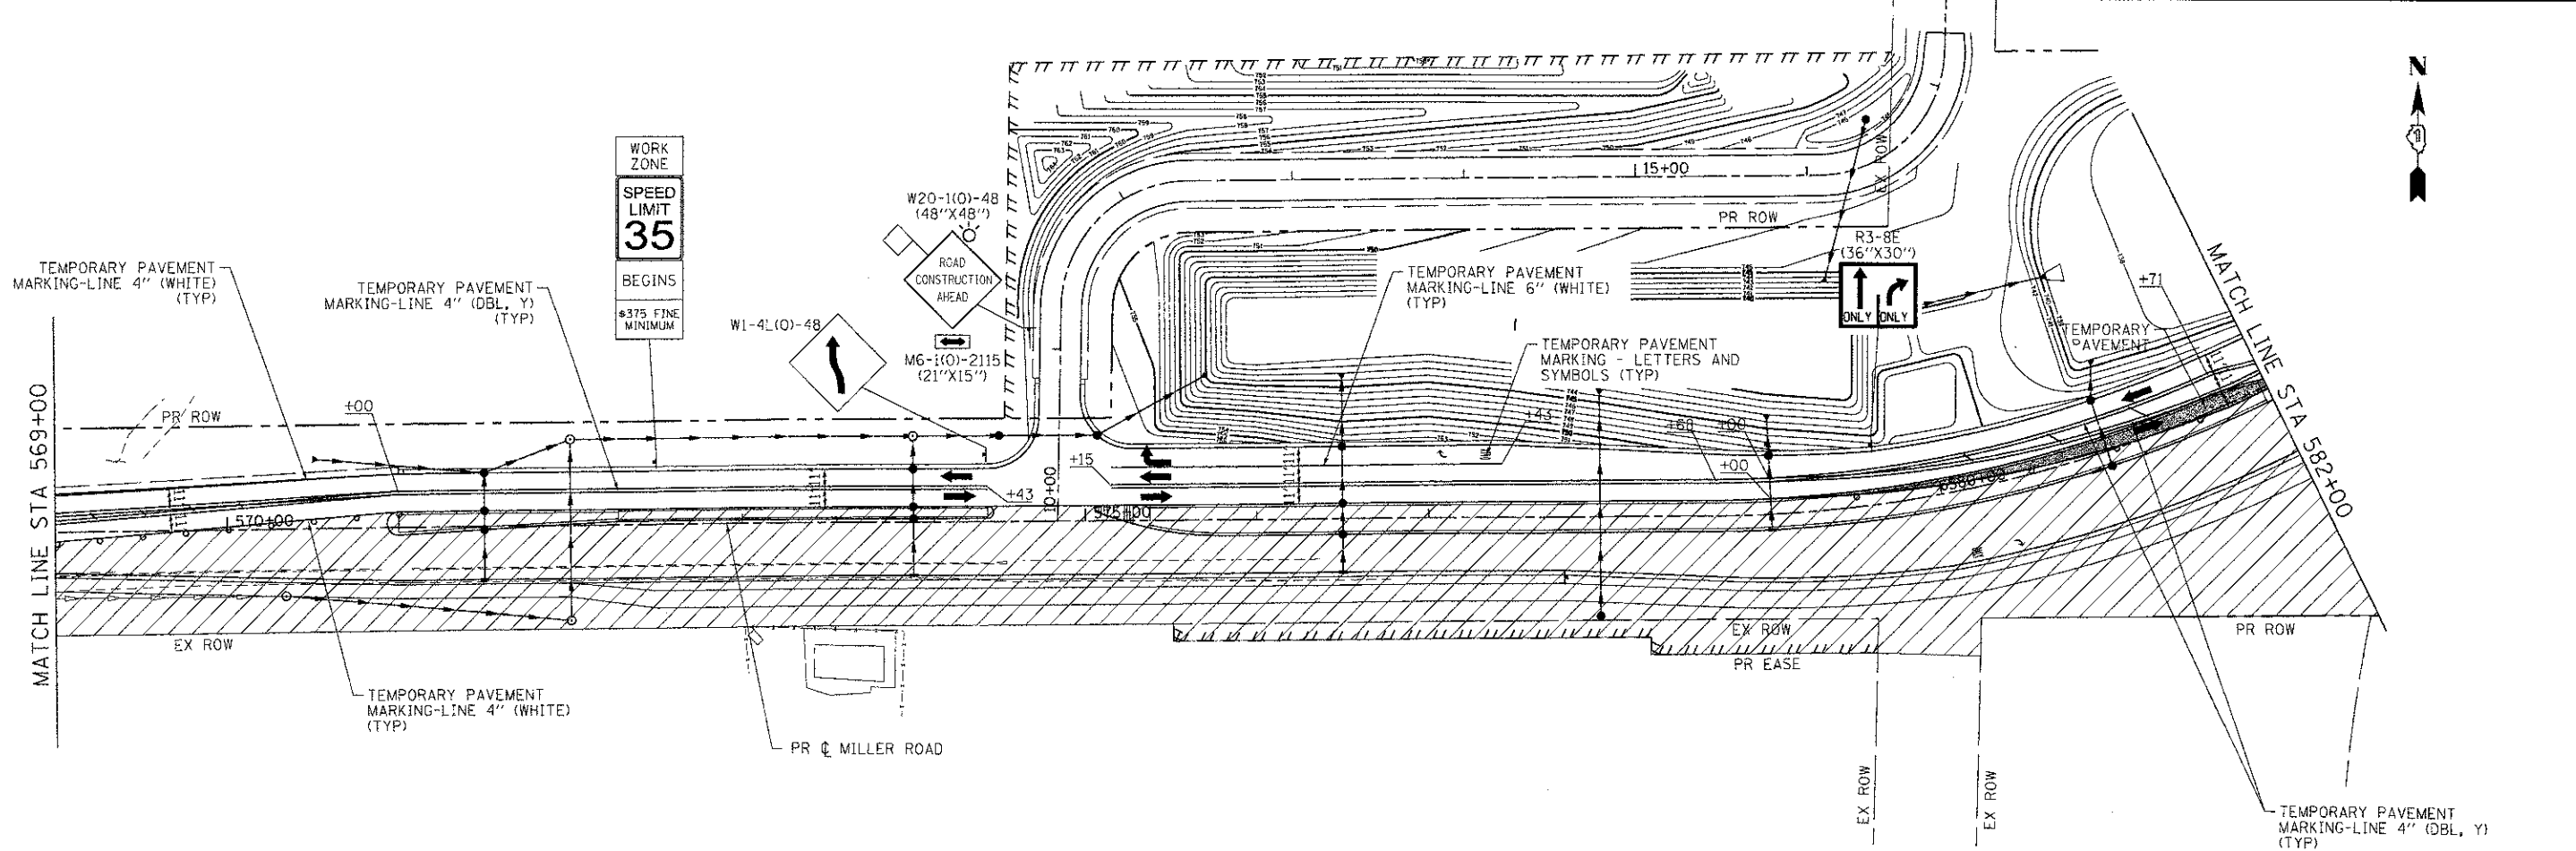 N
WORK
ZONE
SPEED
LIMIT
35
BEGINS
$375 FINE
MINIMUM
W20-1(O)-48
(48"X48")
ROAD
CONSTRUCTION
AHEAD
W1-4L(O)-48
M6-1(O)-2115
(21"X15")
TEMPORARY PAVEMENT
MARKING-LINE 4" (WHITE)
(TYP)
TEMPORARY PAVEMENT
MARKING-LINE 4" (DBL, Y)
(TYP)
15+00
PR ROW
EX ROW
R3-8E
(36"X30")
ONLY ONLY
TEMPORARY PAVEMENT
MARKING-LINE 6" (WHITE)
(TYP)
TEMPORARY PAVEMENT
MARKING - LETTERS AND
SYMBOLS (TYP)
TEMPORARY
PAVEMENT
+71
MATCH LINE STA 582+00
MATCH LINE STA 569+00
PR ROW
+00
+15
+43
+43
+68
+00
+00
10+00
570+00
575+00
580+00
EX ROW
EX ROW
PR EASE
PR ROW
TEMPORARY PAVEMENT
MARKING-LINE 4" (WHITE)
(TYP)
PR ℄ MILLER ROAD
EX ROW
EX ROW
TEMPORARY PAVEMENT
MARKING-LINE 4" (DBL, Y)
(TYP)